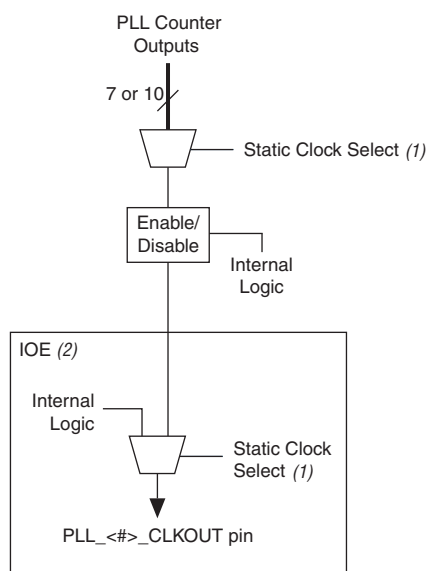 PLL Counter
Outputs
7 or 10
Static Clock Select (1)
Enable/
Disable
Internal
Logic
IOE (2)
Internal
Logic
Static Clock
Select (1)
PLL_<#>_CLKOUT pin